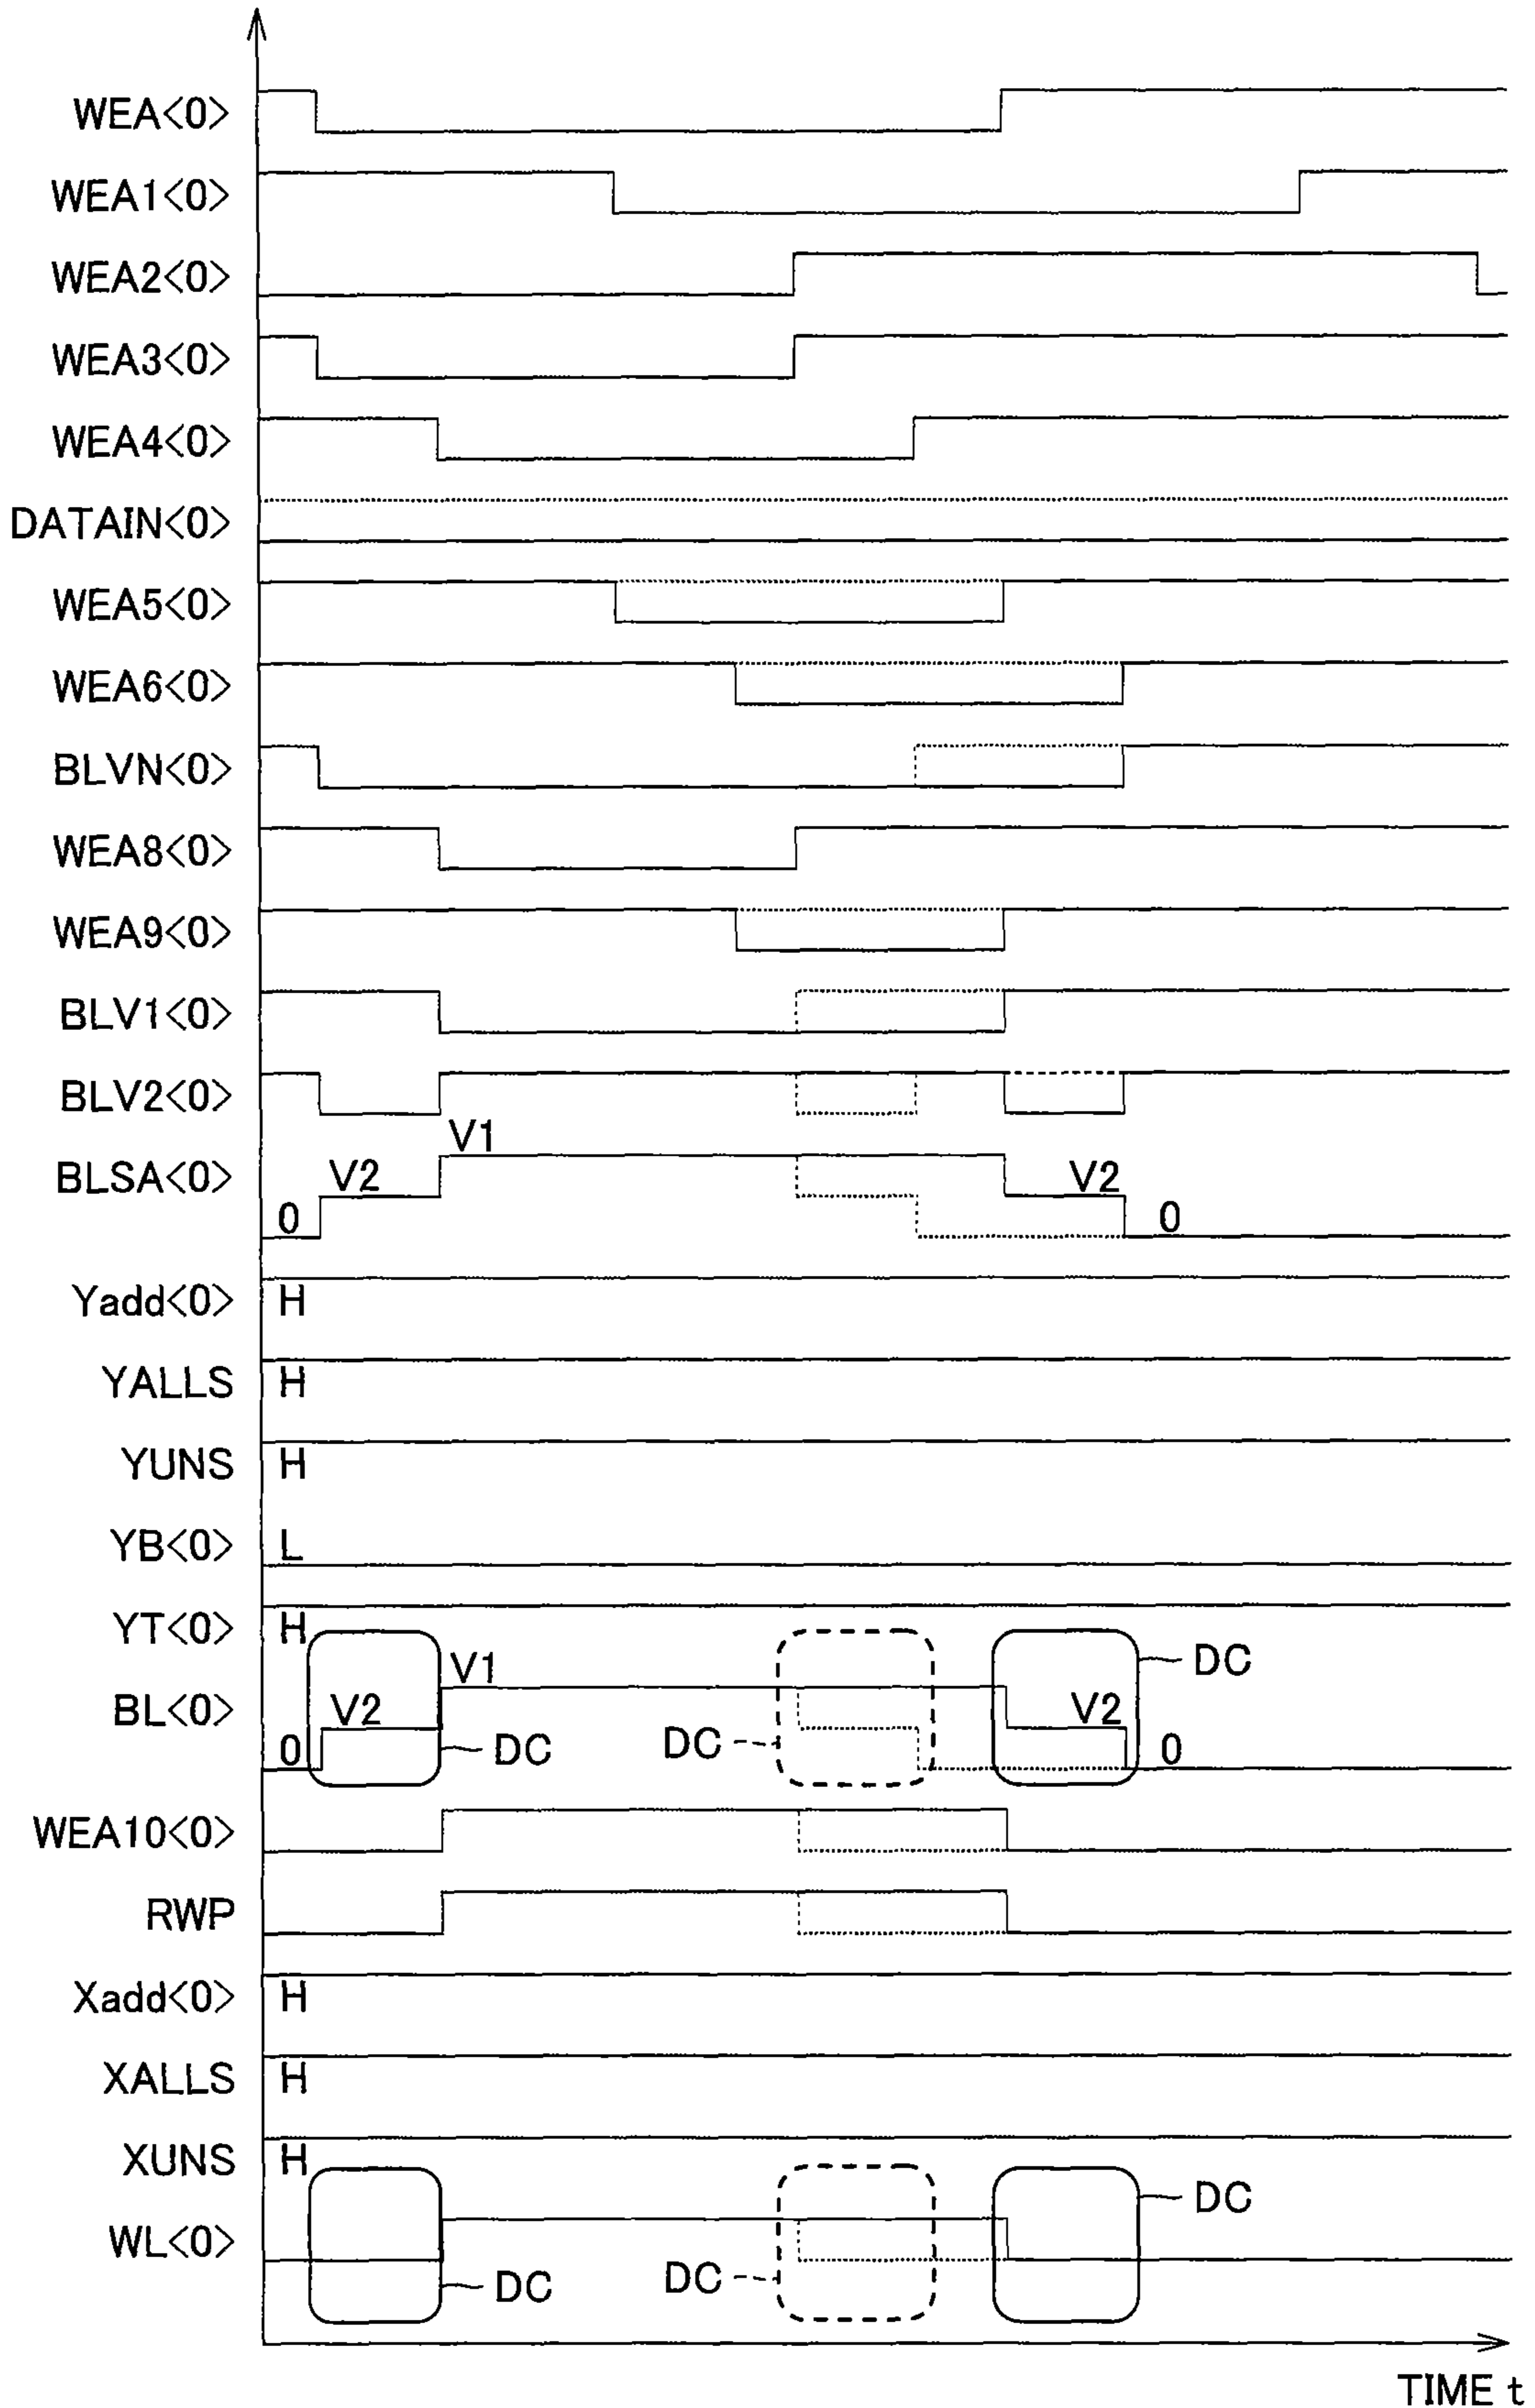 WEA<0>
WEA1<0>
WEA2<0>
WEA3<0>
WEA4<0>
DATAIN<0>
WEA5<0>
WEA6<0>
BLVN<0>
WEA8<0>
WEA9<0>
BLV1<0>
BLV2<0>
V1
BLSA<0> V2 V2
0 0
Yadd<0> H
YALLS H
YUNS H
YB<0> L
YT<0> H
V1 DC
BL<0> V2 V2
0 DC DC 0
WEA10<0>
RWP
Xadd<0> H
XALLS H
XUNS H
DC
WL<0>
DC DC
TIME t